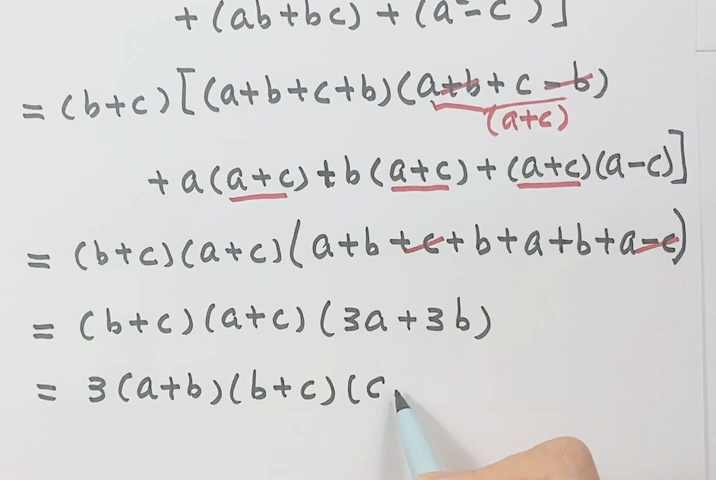 + (ab+bc) + (a²-c²)]
= (b+c)[(a+b+c+b)(a+b+c-b)
(a+c)
+ a(a+c)+b(a+c)+(a+c)(a-c)]
= (b+c)(a+c)(a+b+c+b+a+b+a-c)
= (b+c)(a+c)(3a+3b)
= 3(a+b)(b+c)(c